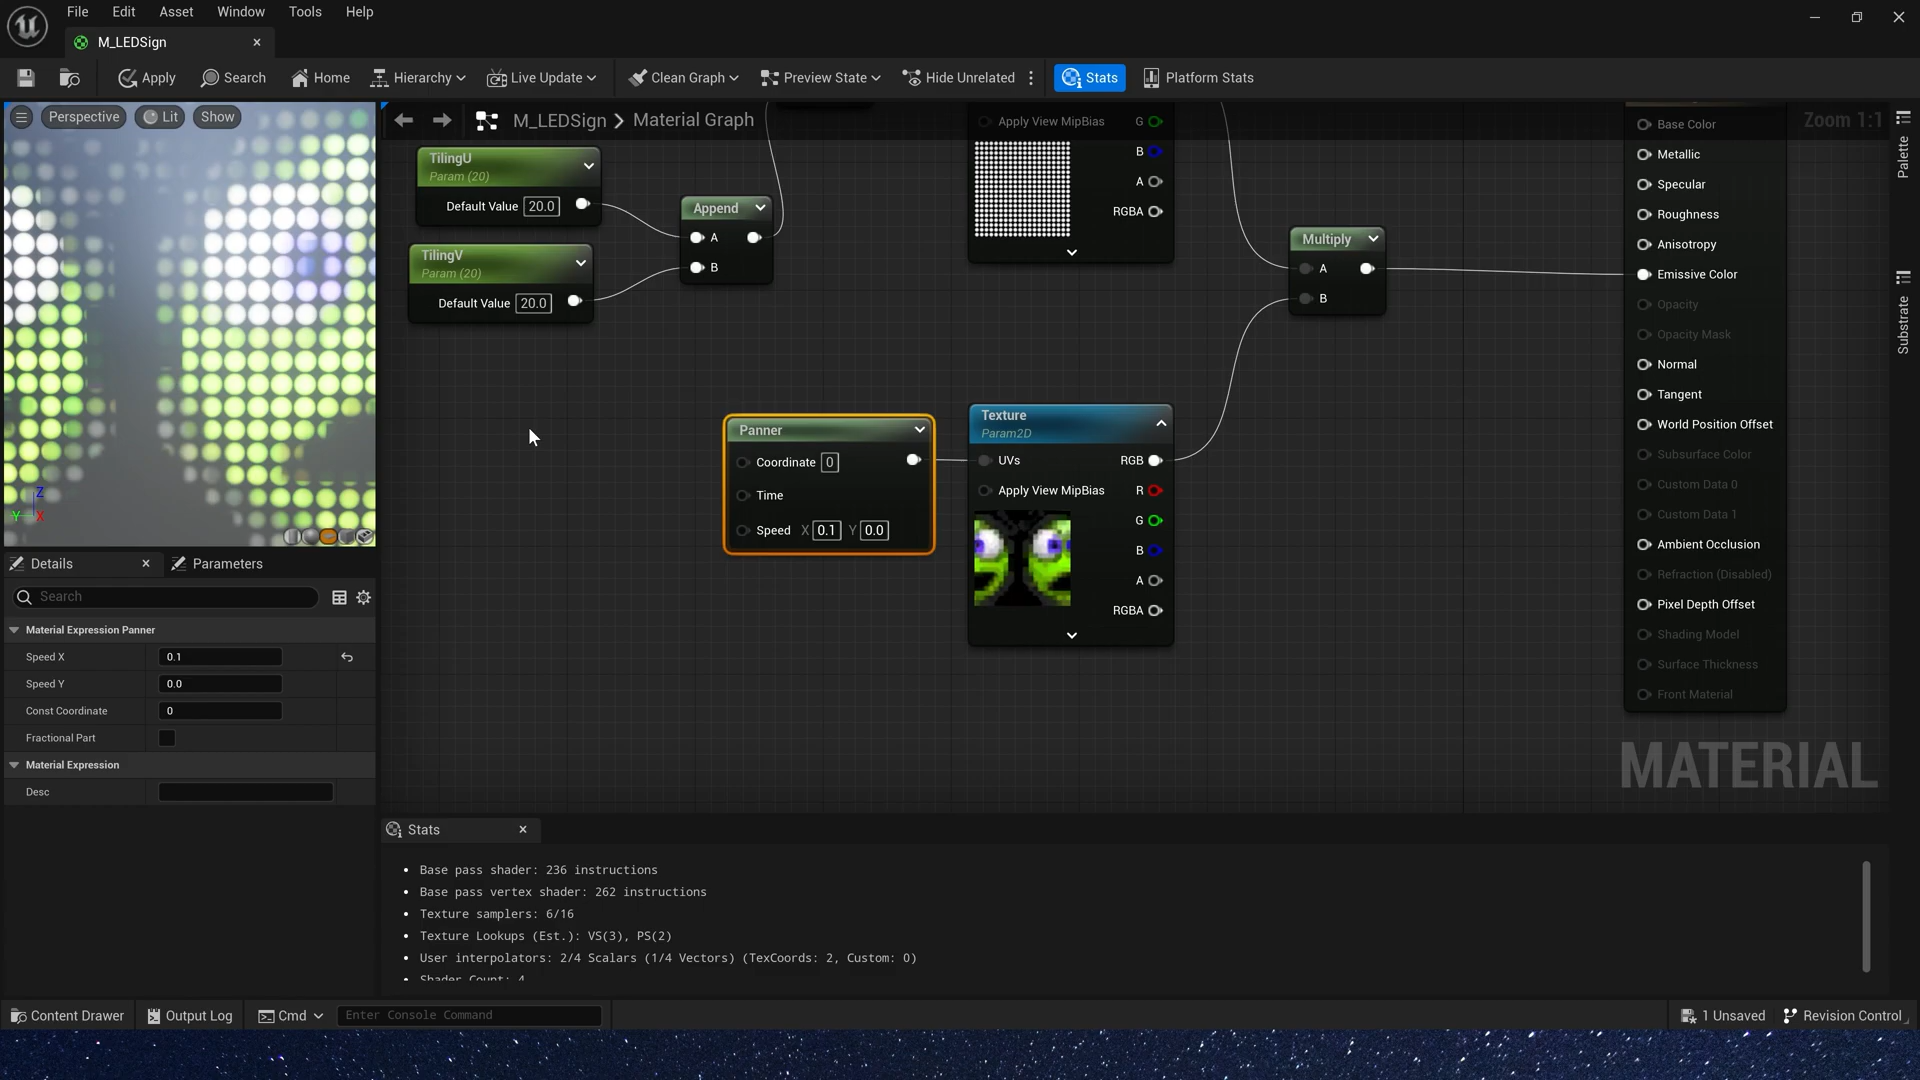 File Edit Asset Window Tools Help
M_LEDSign
Apply Search Home Hierarchy Live Update Clean Graph Preview State Hide Unrelated Stats Platform Stats
Perspective Lit Show
M_LEDSign > Material Graph
Zoom 1:1
Palette
Substrate
TilingU
Param (20)
Default Value 20.0
TilingV
Param (20)
Default Value 20.0
Append
A
B
Apply View MipBias G
B
A
RGBA
Multiply
A
B
Panner
Coordinate 0
Time
Speed X 0.1 Y 0.0
Texture
Param2D
UVs RGB
Apply View MipBias R
G
B
A
RGBA
Base Color
Metallic
Specular
Roughness
Anisotropy
Emissive Color
Opacity
Opacity Mask
Normal
Tangent
World Position Offset
Subsurface Color
Custom Data 0
Custom Data 1
Ambient Occlusion
Refraction (Disabled)
Pixel Depth Offset
Shading Model
Surface Thickness
Front Material
MATERIAL
Z
Y X
Details Parameters
Search
Material Expression Panner
Speed X 0.1
Speed Y 0.0
Const Coordinate 0
Fractional Part
Material Expression
Desc
Stats
• Base pass shader: 236 instructions
• Base pass vertex shader: 262 instructions
• Texture samplers: 6/16
• Texture Lookups (Est.): VS(3), PS(2)
• User interpolators: 2/4 Scalars (1/4 Vectors) (TexCoords: 2, Custom: 0)
• Shader Count: 4
Content Drawer Output Log Cmd Enter Console Command 1 Unsaved Revision Control